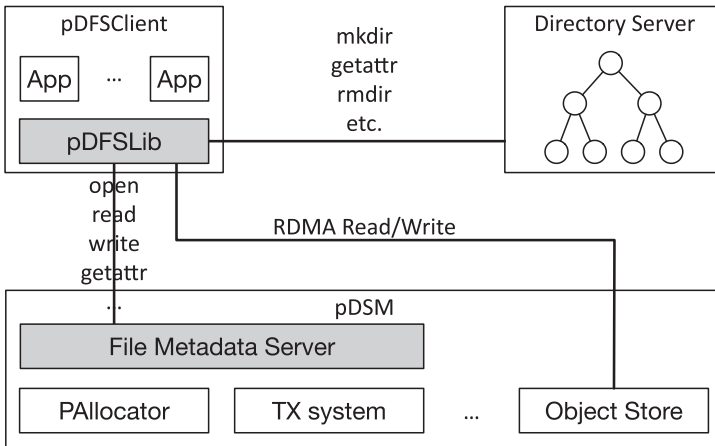 pDFSClient
App ... App
pDFSLib
mkdir
getattr
rmdir
etc.
Directory Server
open
read
write
getattr
...
RDMA Read/Write
pDSM
File Metadata Server
PAllocator
TX system
...
Object Store